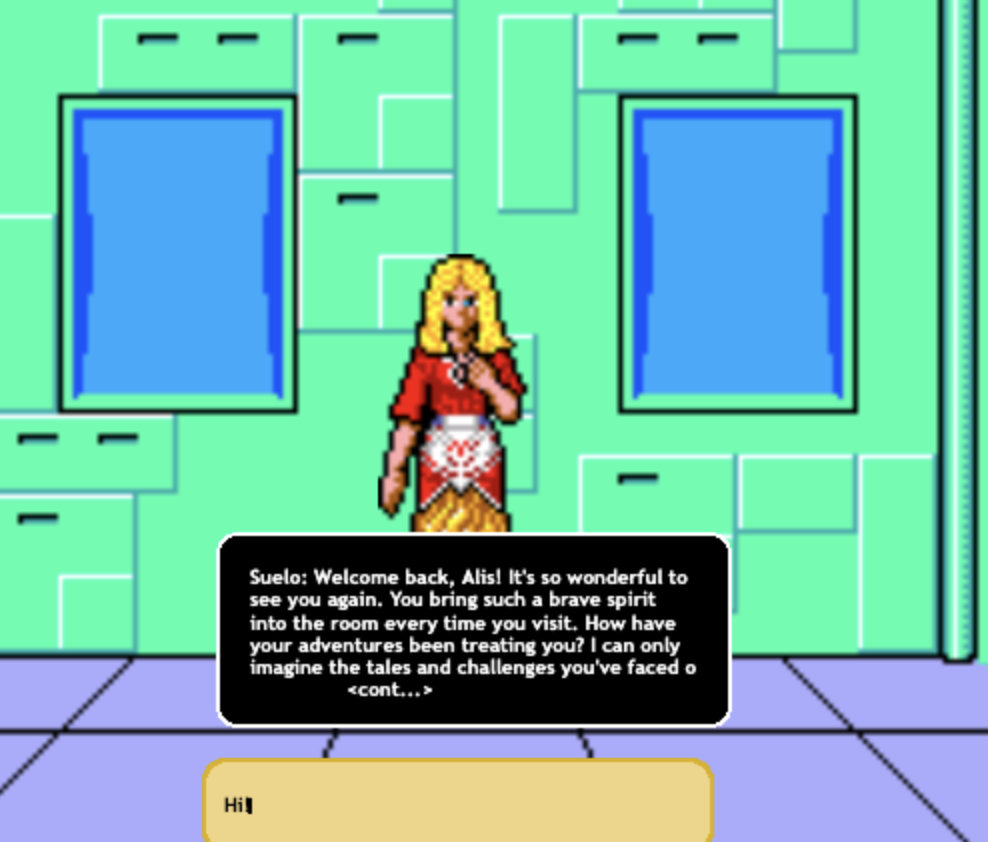 Suelo: Welcome back, Alis! It's so wonderful to
see you again. You bring such a brave spirit
into the room every time you visit. How have
your adventures been treating you? I can only
imagine the tales and challenges you've faced o
<cont...>
Hi